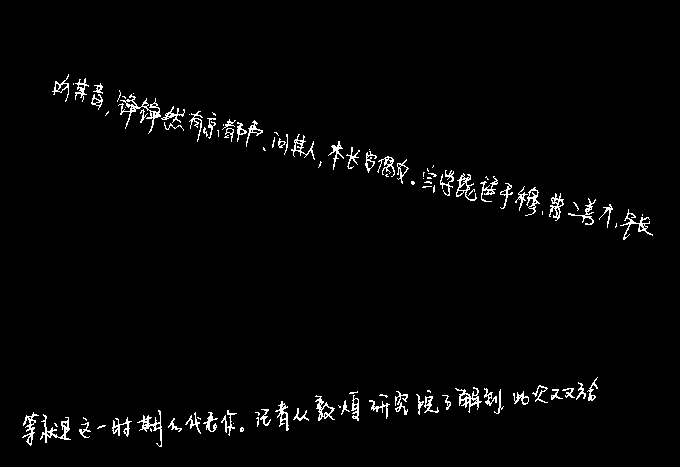 听其音,铮铮然有京都声、问其人,本长安倡女。尝学琵琶于穆、曹二善才,年长
等就是这一时期的代表作。记者从敦煌研究院了解到,此次双方合